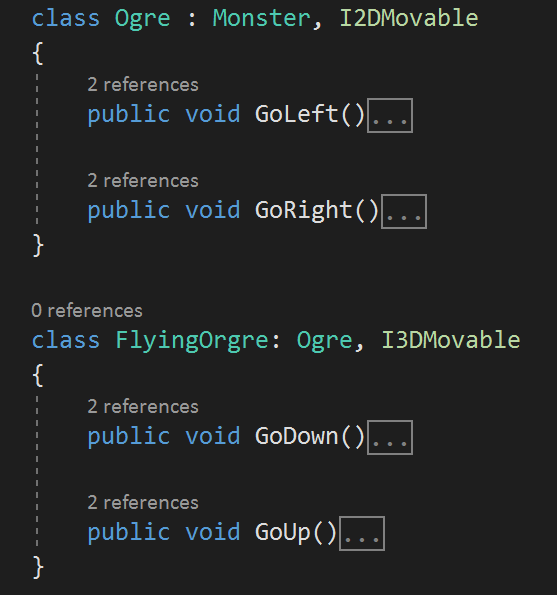 class Ogre : Monster, I2DMovable
{
2 references
public void GoLeft()...
2 references
public void GoRight()...
}
0 references
class FlyingOrgre: Ogre, I3DMovable
{
2 references
public void GoDown()...
2 references
public void GoUp()...
}